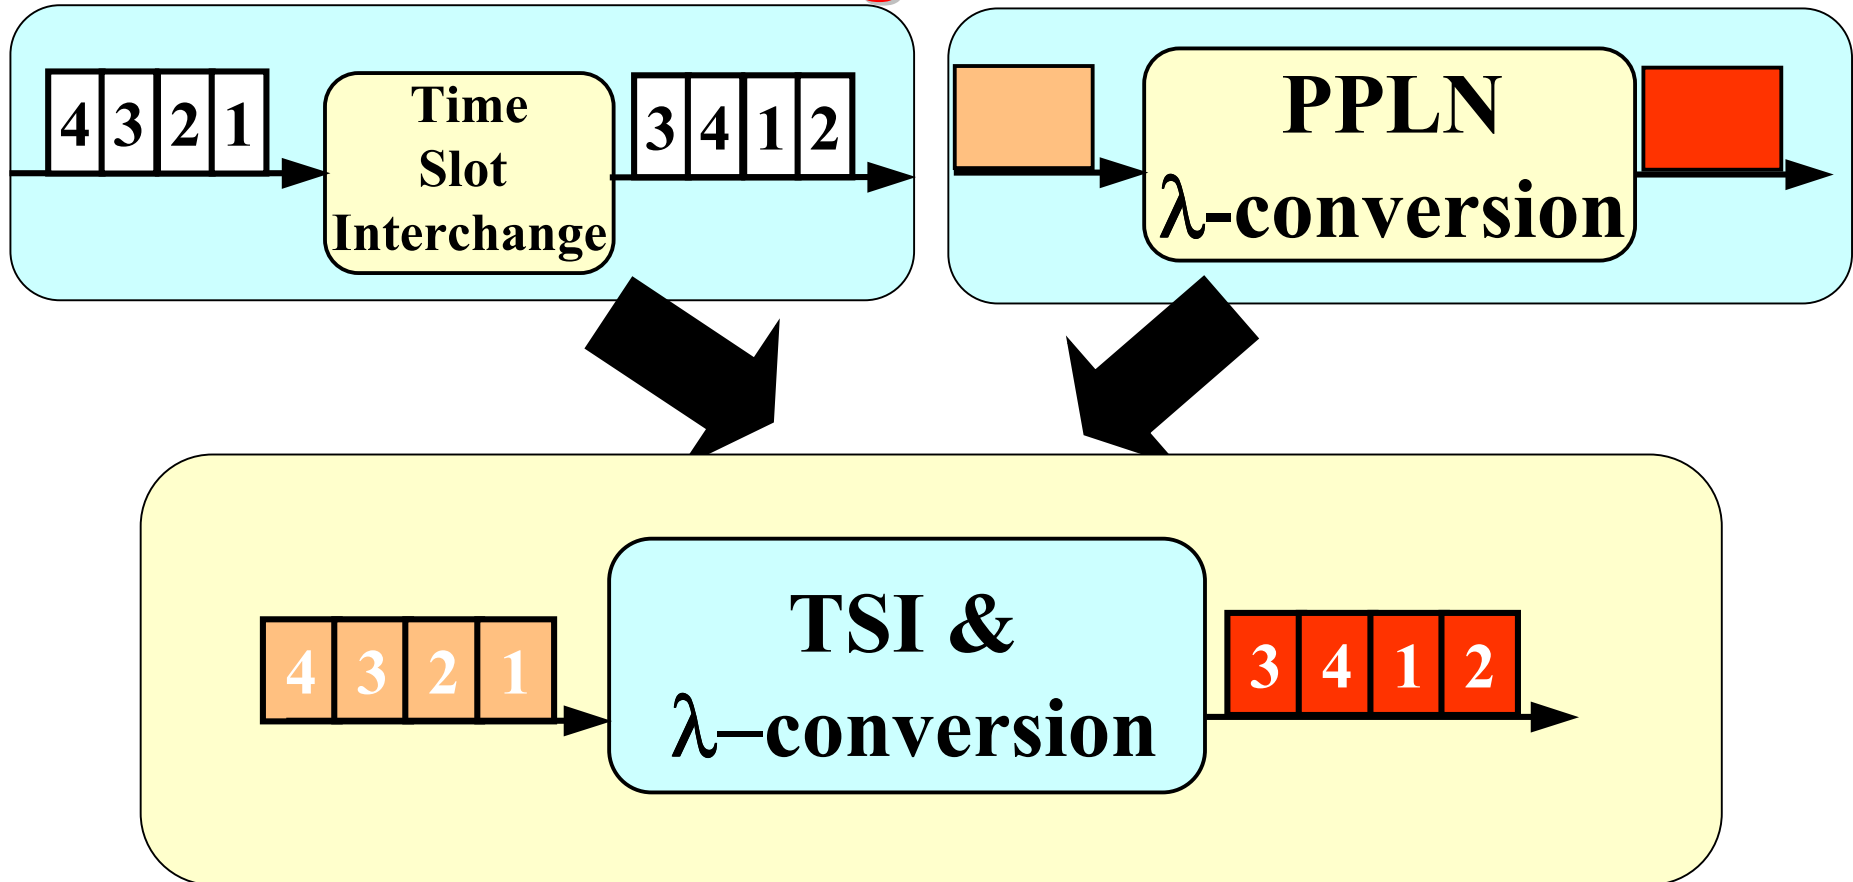 4 3 2 1
Time
Slot
Interchange
3 4 1 2
PPLN
λ-conversion
4 3 2 1
TSI &
λ–conversion
3 4 1 2